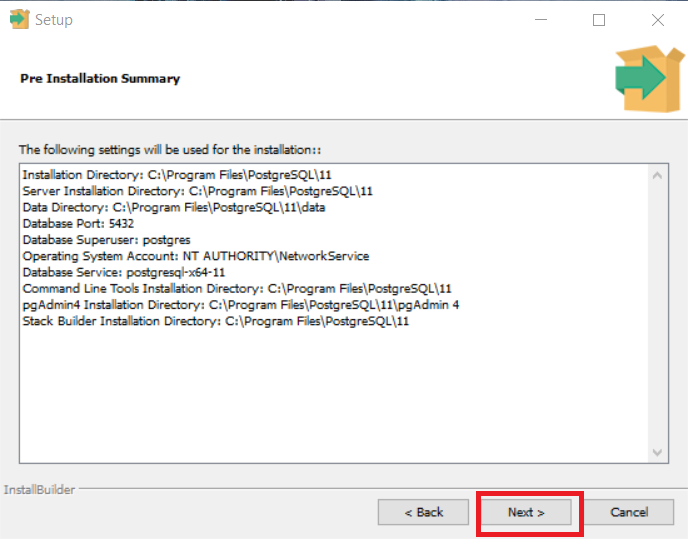 Setup
Pre Installation Summary
The following settings will be used for the installation::
Installation Directory: C:\Program Files\PostgreSQL\11
Server Installation Directory: C:\Program Files\PostgreSQL\11
Data Directory: C:\Program Files\PostgreSQL\11\data
Database Port: 5432
Database Superuser: postgres
Operating System Account: NT AUTHORITY\NetworkService
Database Service: postgresql-x64-11
Command Line Tools Installation Directory: C:\Program Files\PostgreSQL\11
pgAdmin4 Installation Directory: C:\Program Files\PostgreSQL\11\pgAdmin 4
Stack Builder Installation Directory: C:\Program Files\PostgreSQL\11
InstallBuilder
< Back Next > Cancel